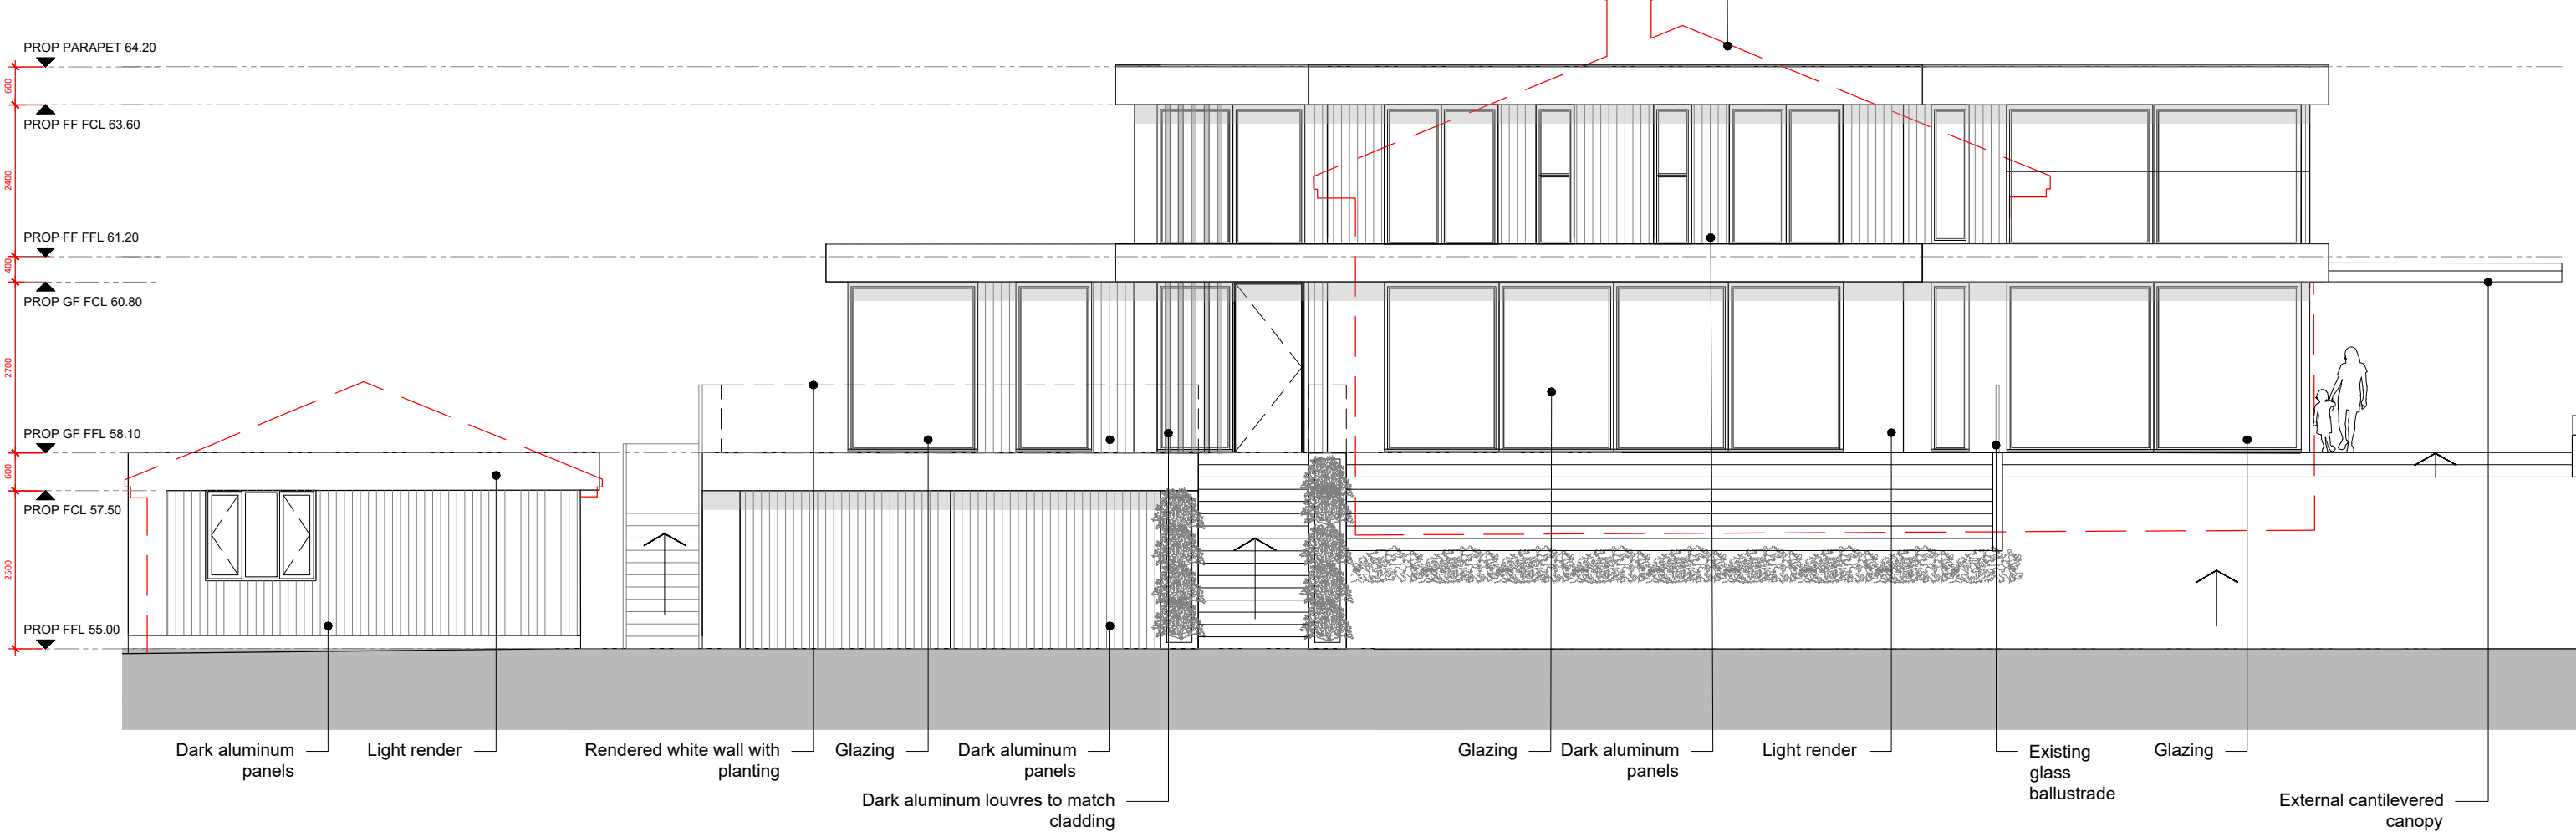 PROP PARAPET 64.20
600
PROP FF FCL 63.60
2400
PROP FF FFL 61.20
400
PROP GF FCL 60.80
2700
PROP GF FFL 58.10
600
PROP FCL 57.50
2500
PROP FFL 55.00
Dark aluminum
panels
Light render
Rendered white wall with
planting
Glazing
Dark aluminum
panels
Dark aluminum louvres to match
cladding
Glazing
Dark aluminum
panels
Light render
Existing
glass
ballustrade
Glazing
External cantilevered
canopy